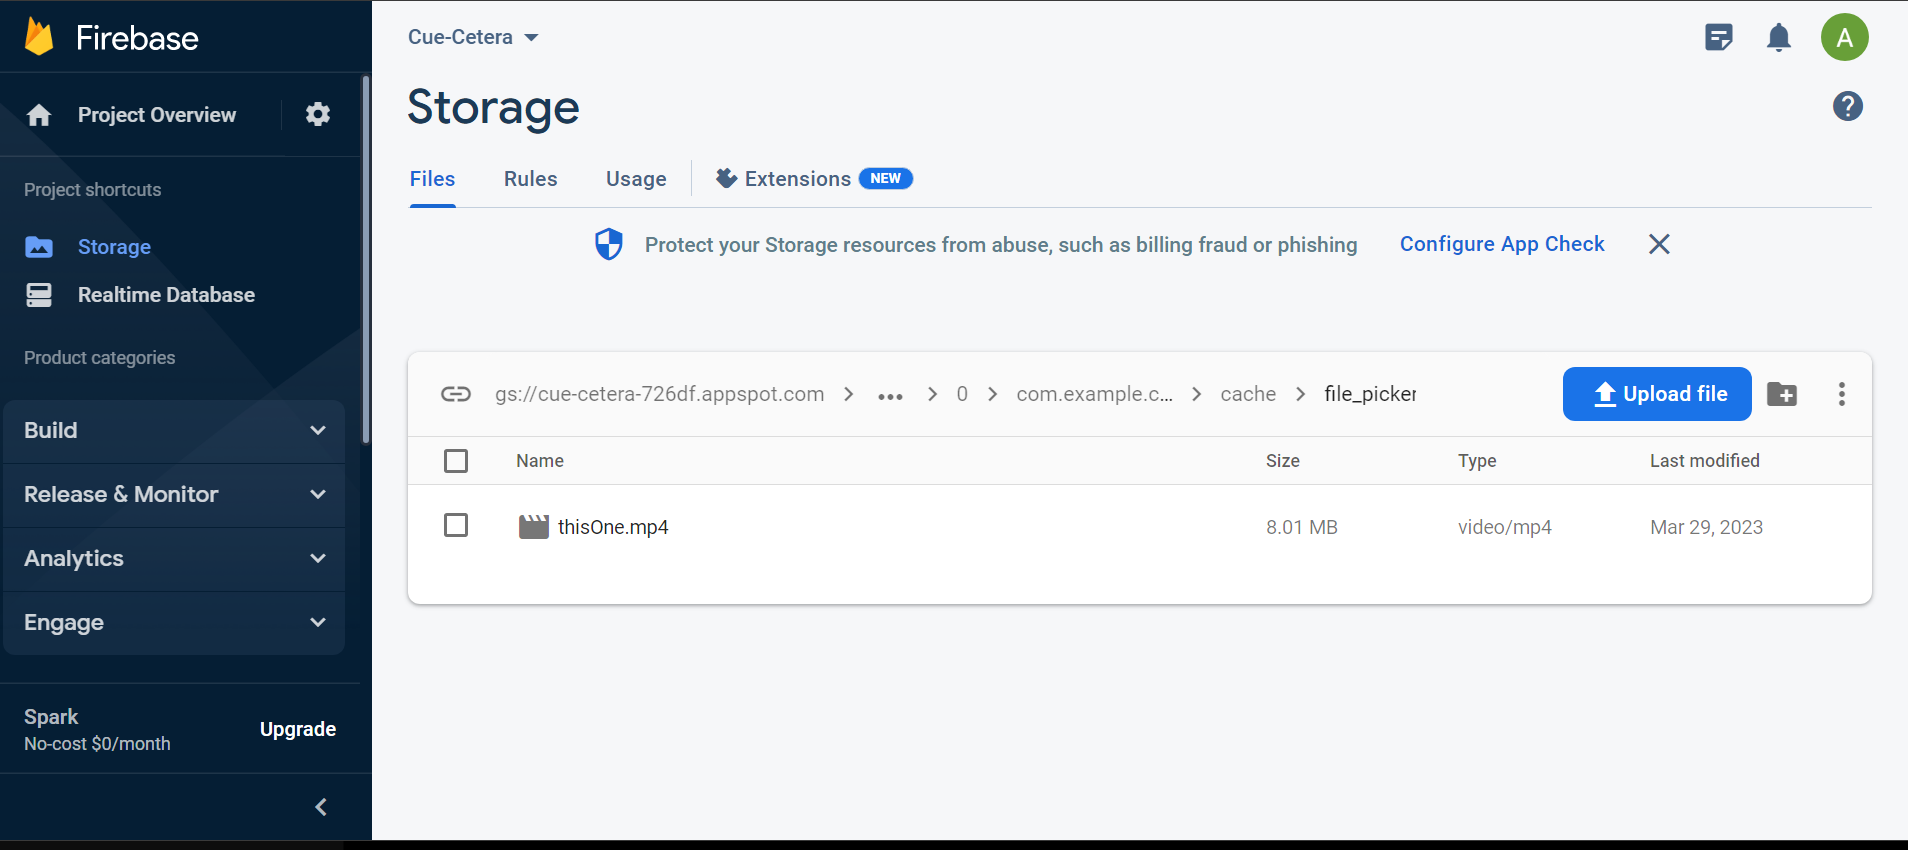 Firebase
Project Overview
Project shortcuts
Storage
Realtime Database
Product categories
Build
Release & Monitor
Analytics
Engage
Spark
No-cost $0/month
Upgrade
Cue-Cetera
A
Storage
?
Files Rules Usage Extensions NEW
Protect your Storage resources from abuse, such as billing fraud or phishing Configure App Check
gs://cue-cetera-726df.appspot.com > ••• > 0 > com.example.c... > cache > file_picker
Upload file
Name Size Type Last modified
thisOne.mp4 8.01 MB video/mp4 Mar 29, 2023